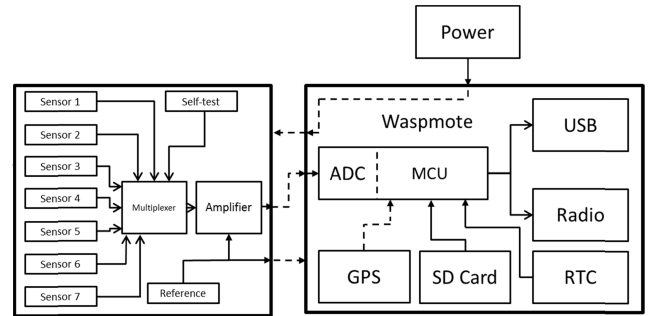 Power
Sensor 1
Self-test
Sensor 2
Sensor 3
Sensor 4
Sensor 5
Sensor 6
Sensor 7
Multiplexer
Amplifier
Reference
Waspmote
ADC
MCU
USB
Radio
GPS
SD Card
RTC